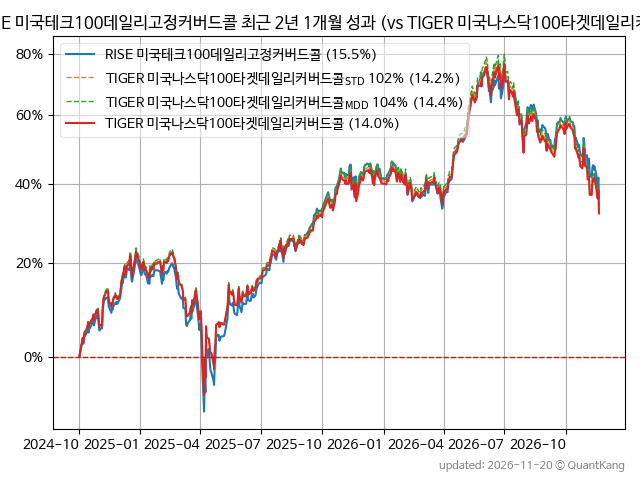 E 미국테크100데일리고정커버드콜 최근 2년 1개월 성과 (vs TIGER 미국나스닥100타겟데일리커
RISE 미국테크100데일리고정커버드콜 (15.5%)
TIGER 미국나스닥100타겟데일리커버드콜STD 102% (14.2%)
TIGER 미국나스닥100타겟데일리커버드콜MDD 104% (14.4%)
TIGER 미국나스닥100타겟데일리커버드콜 (14.0%)
80%
60%
40%
20%
0%
2024-10 2025-01 2025-04 2025-07 2025-10 2026-01 2026-04 2026-07 2026-10
updated: 2026-11-20 © QuantKang